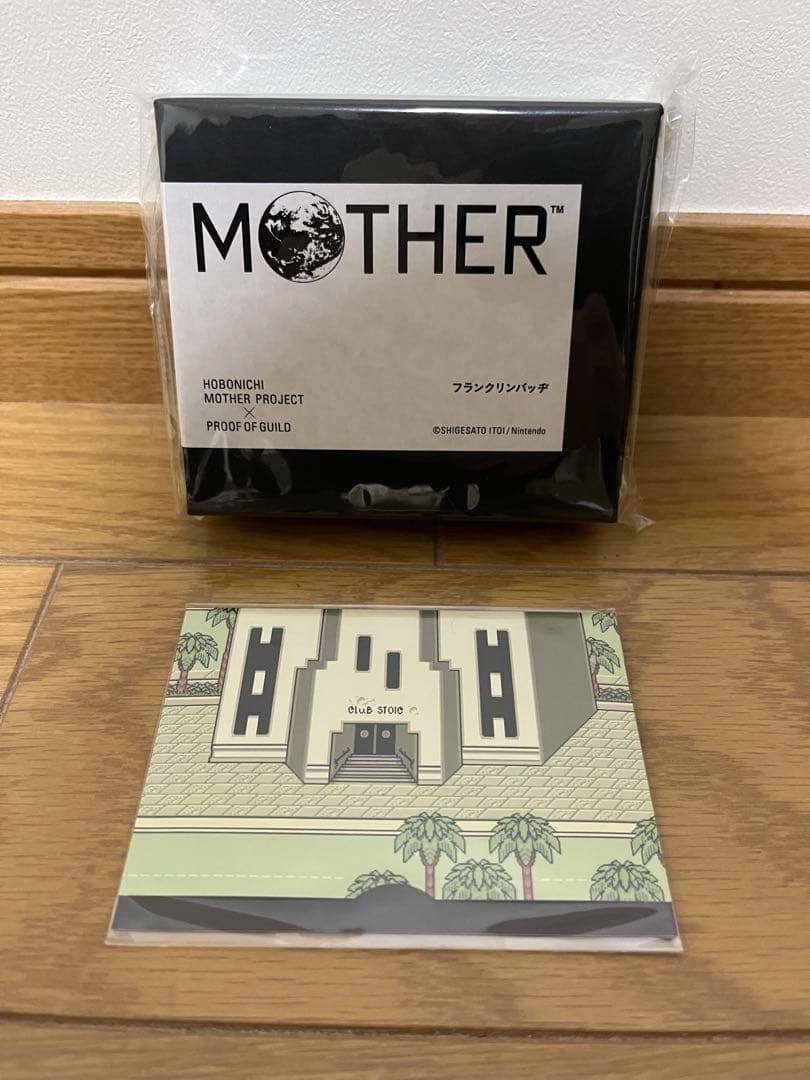 MOTHER™
HOBONICHI
MOTHER PROJECT
×
PROOF OF GUILD
フランクリンバッヂ
©SHIGESATO ITOI/Nintendo
CLUB STOIC